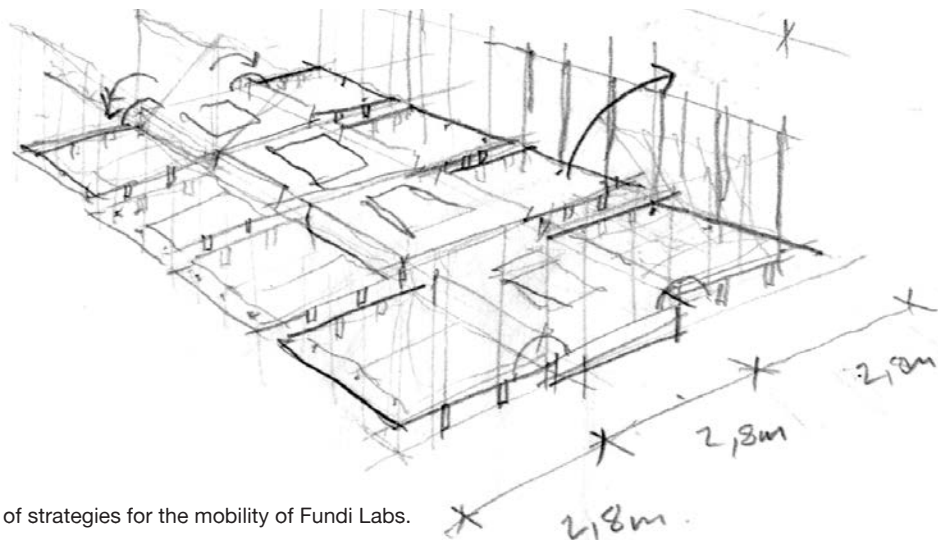 2,8m
2,8m
2,8m.
of strategies for the mobility of Fundi Labs.